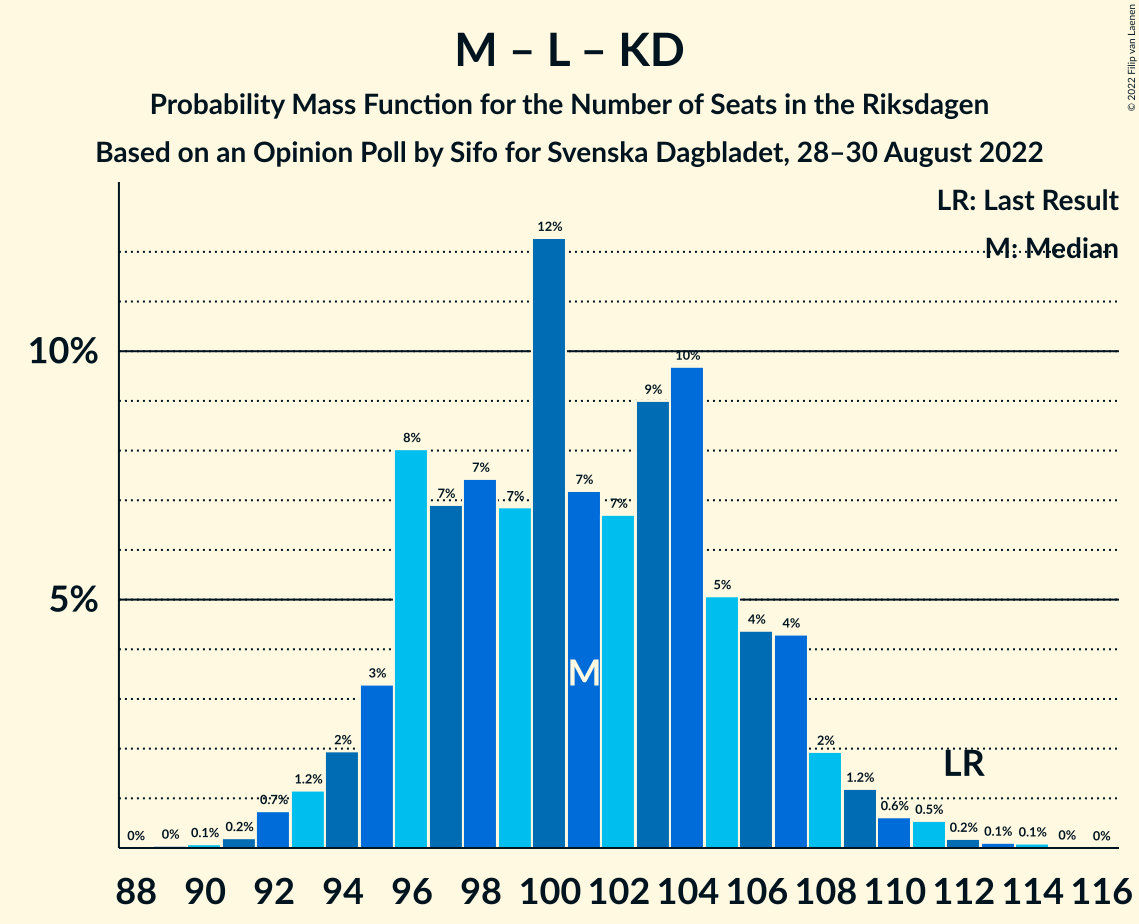 M – L – KD
Probability Mass Function for the Number of Seats in the Riksdagen
Based on an Opinion Poll by Sifo for Svenska Dagbladet, 28–30 August 2022
© 2022 Filip van Laenen
LR: Last Result
M: Median
10%
5%
0% 0% 0.1% 0.2% 0.7% 1.2% 2% 3% 8% 7% 7% 7% 12% 7% 7% 9% 10% 5% 4% 4% 2% 1.2% 0.6% 0.5% 0.2% 0.1% 0.1% 0% 0%
M
LR
88 90 92 94 96 98 100 102 104 106 108 110 112 114 116